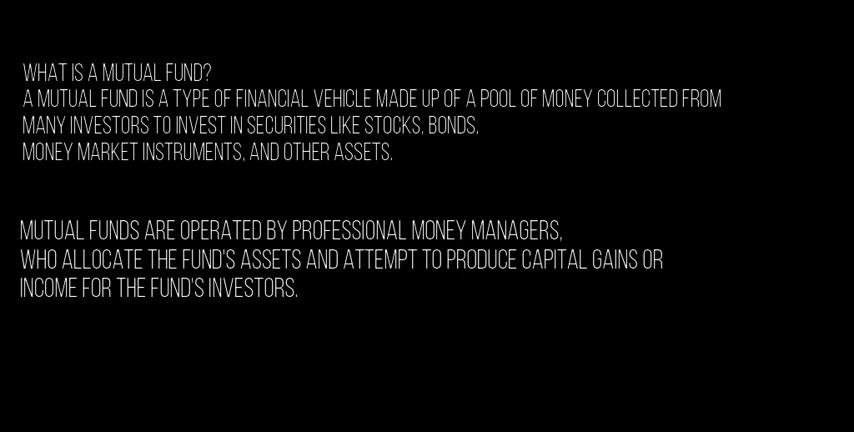 WHAT IS A MUTUAL FUND?
A MUTUAL FUND IS A TYPE OF FINANCIAL VEHICLE MADE UP OF A POOL OF MONEY COLLECTED FROM
MANY INVESTORS TO INVEST IN SECURITIES LIKE STOCKS, BONDS,
MONEY MARKET INSTRUMENTS, AND OTHER ASSETS.
MUTUAL FUNDS ARE OPERATED BY PROFESSIONAL MONEY MANAGERS,
WHO ALLOCATE THE FUND'S ASSETS AND ATTEMPT TO PRODUCE CAPITAL GAINS OR
INCOME FOR THE FUND'S INVESTORS.